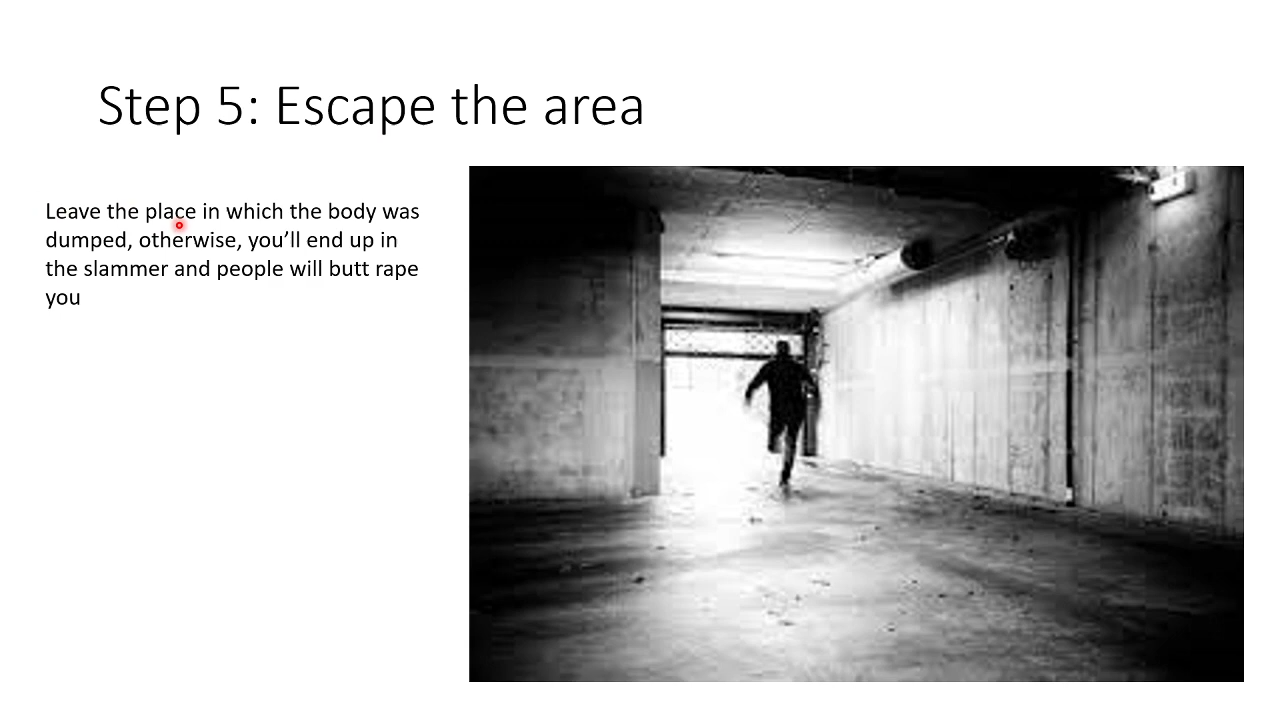 Step 5: Escape the area
Leave the place in which the body was
dumped, otherwise, you’ll end up in
the slammer and people will butt rape
you